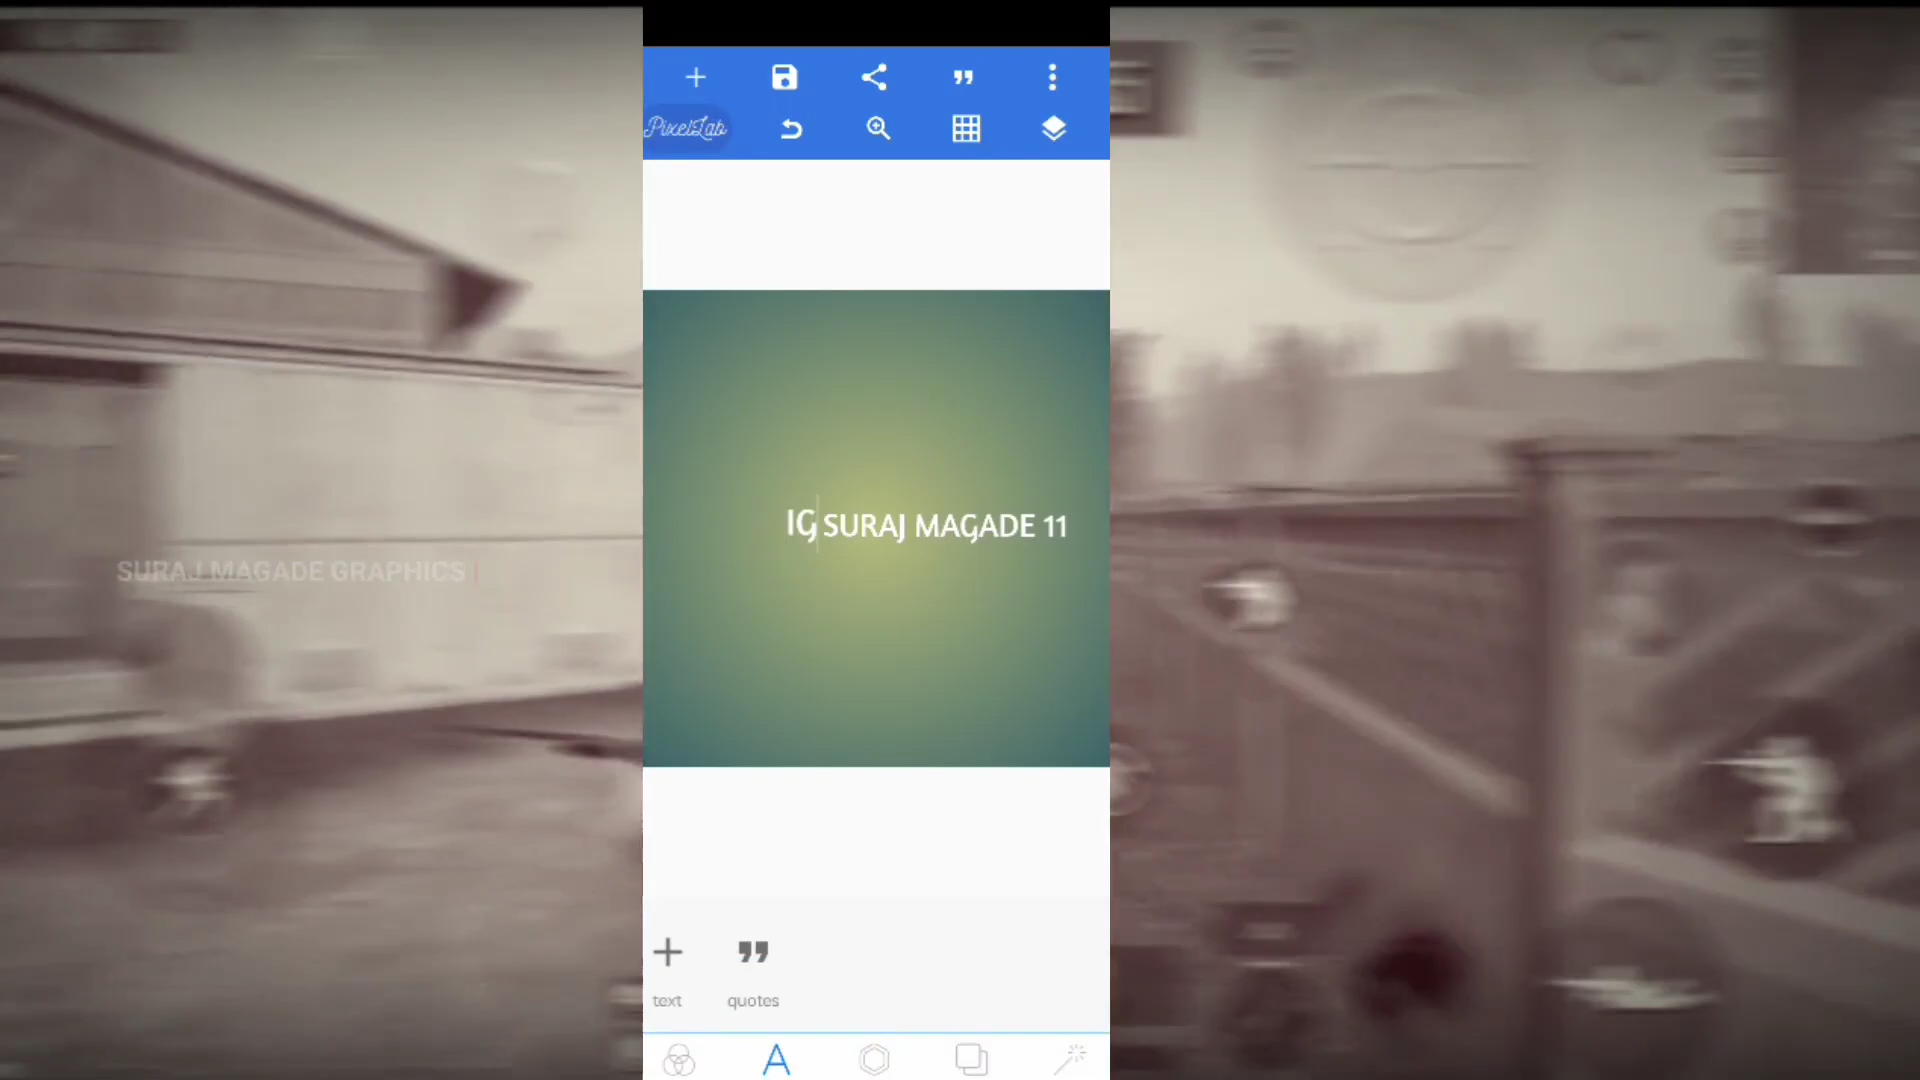 PixelLab
IG SURAJ MAGADE 11
SURAJ MAGADE GRAPHICS
text
quotes